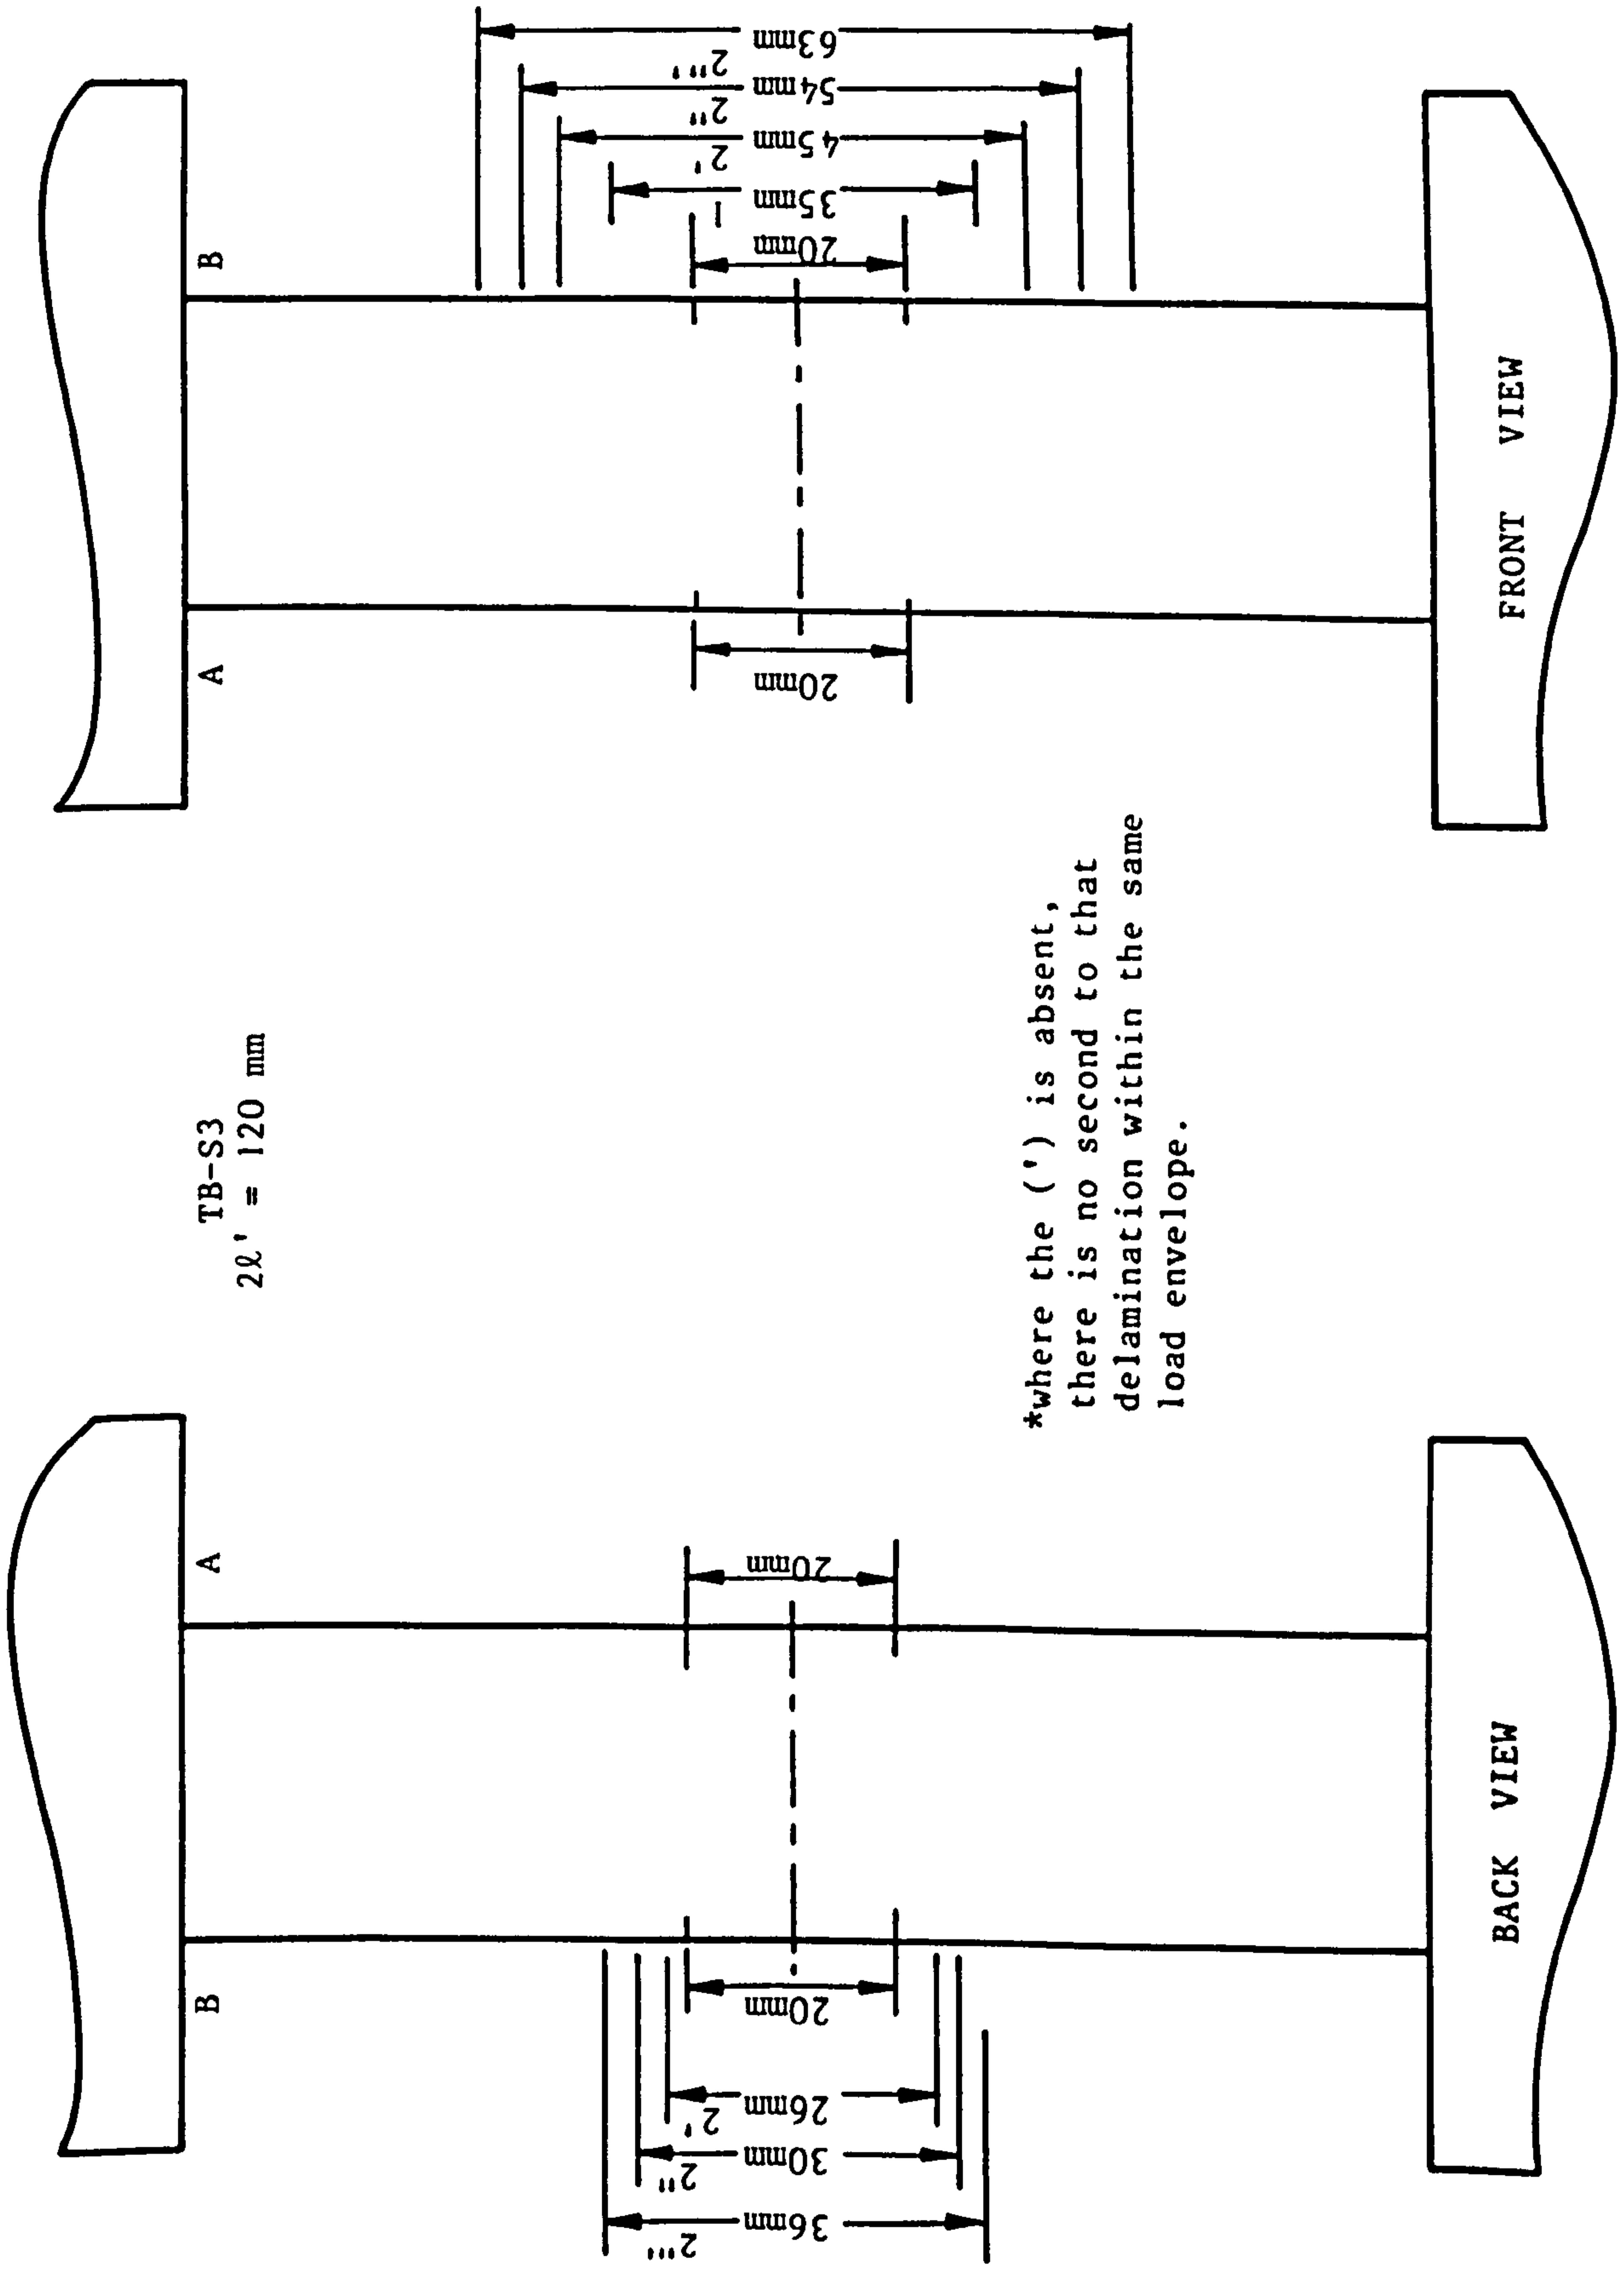 TB-S3
2ℓ' = 120 mm
B
A
36mm
2'''
30mm
2''
26mm
2'
20mm
20mm
BACK VIEW
*where the (') is absent,
there is no second to that
delamination within the same
load envelope.
A
B
20mm
20mm
1
35mm
2'
45mm
2''
54mm
2'''
63mm
FRONT VIEW